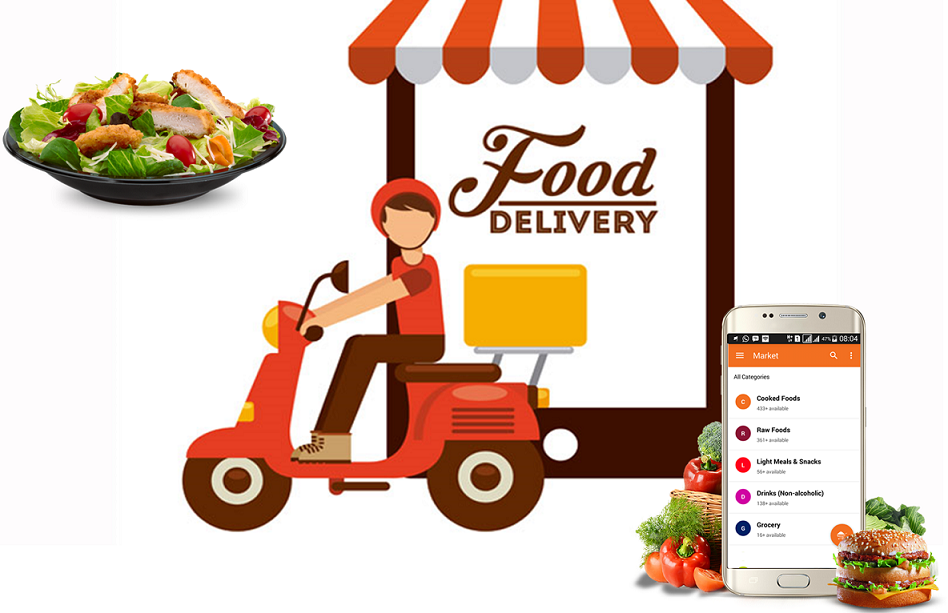 Food
DELIVERY
47% 08:04
Market
All Categories
C Cooked Foods
433+ available
R Raw Foods
361+ available
L Light Meals & Snacks
56+ available
D Drinks (Non-alcoholic)
138+ available
G Grocery
16+ available